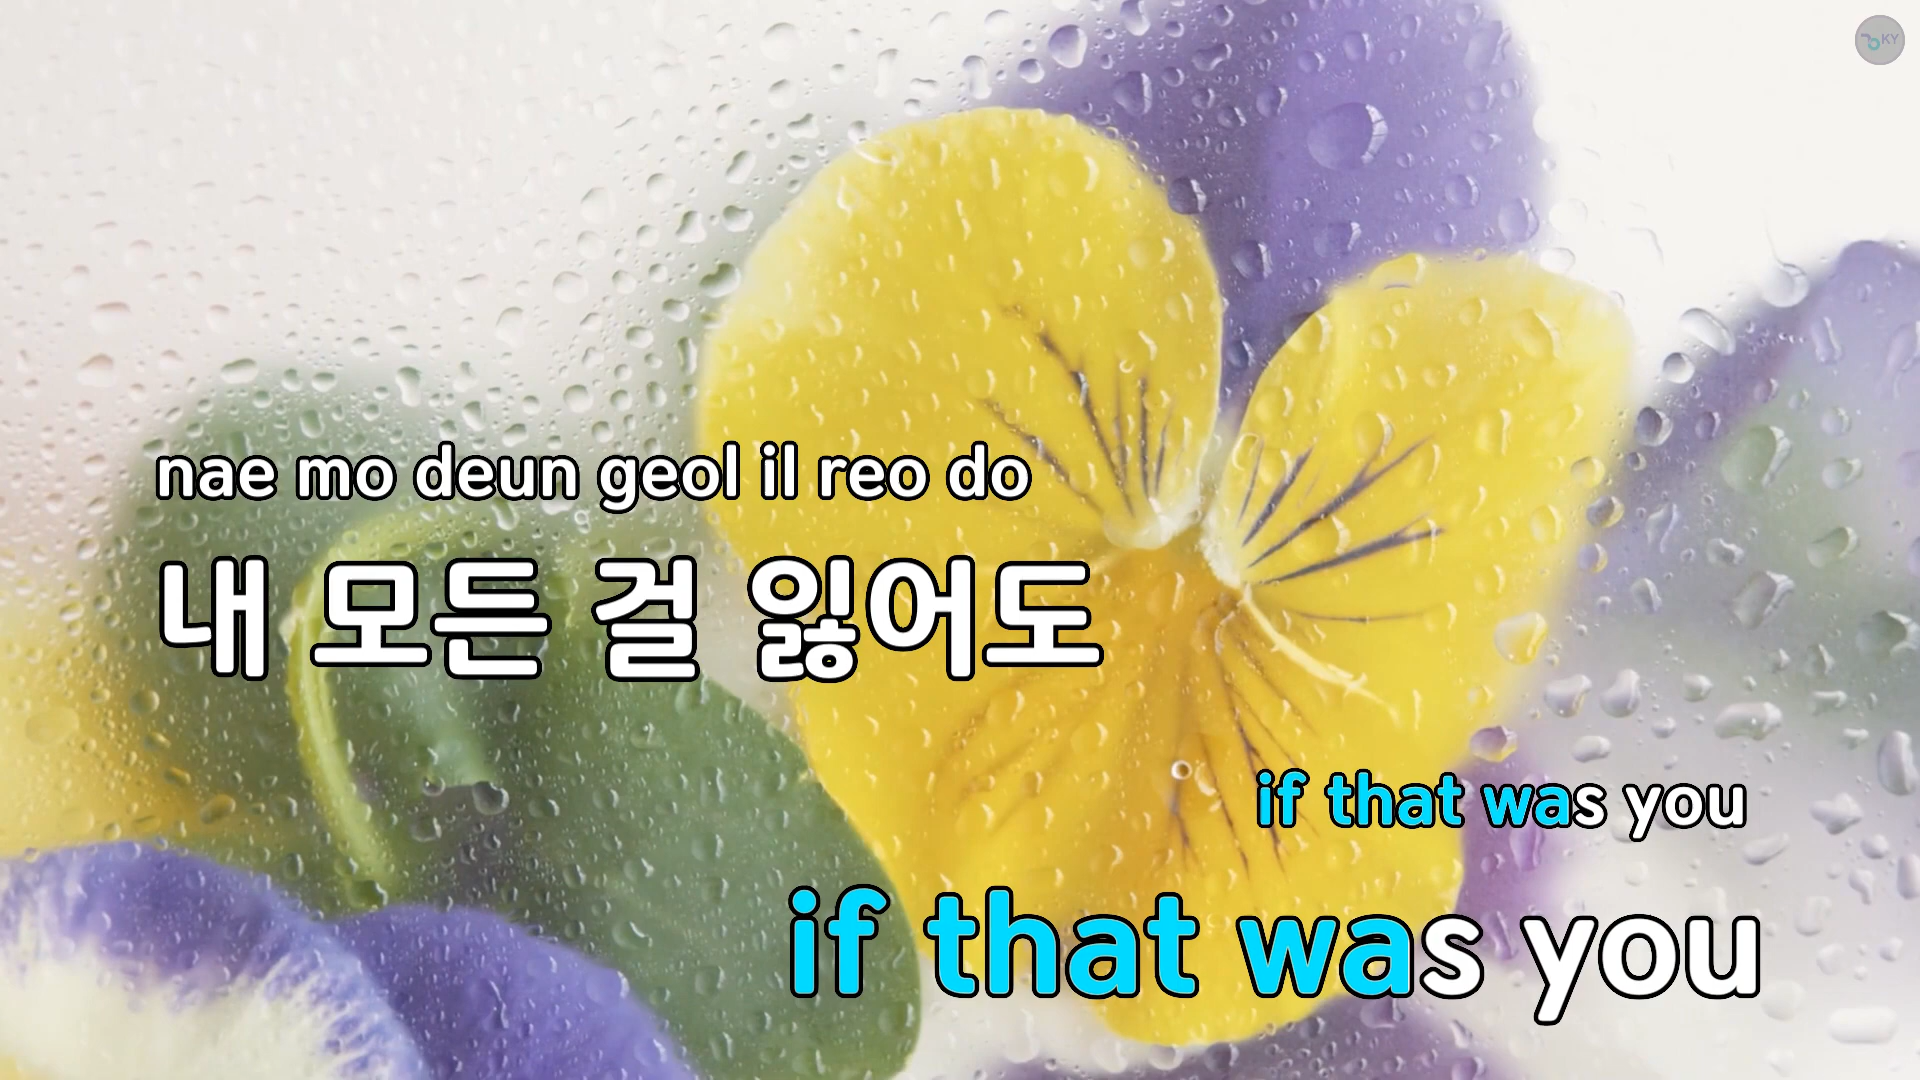 KY
nae mo deun geol il reo do
내 모든 걸 잃어도
if that was you
if that was you